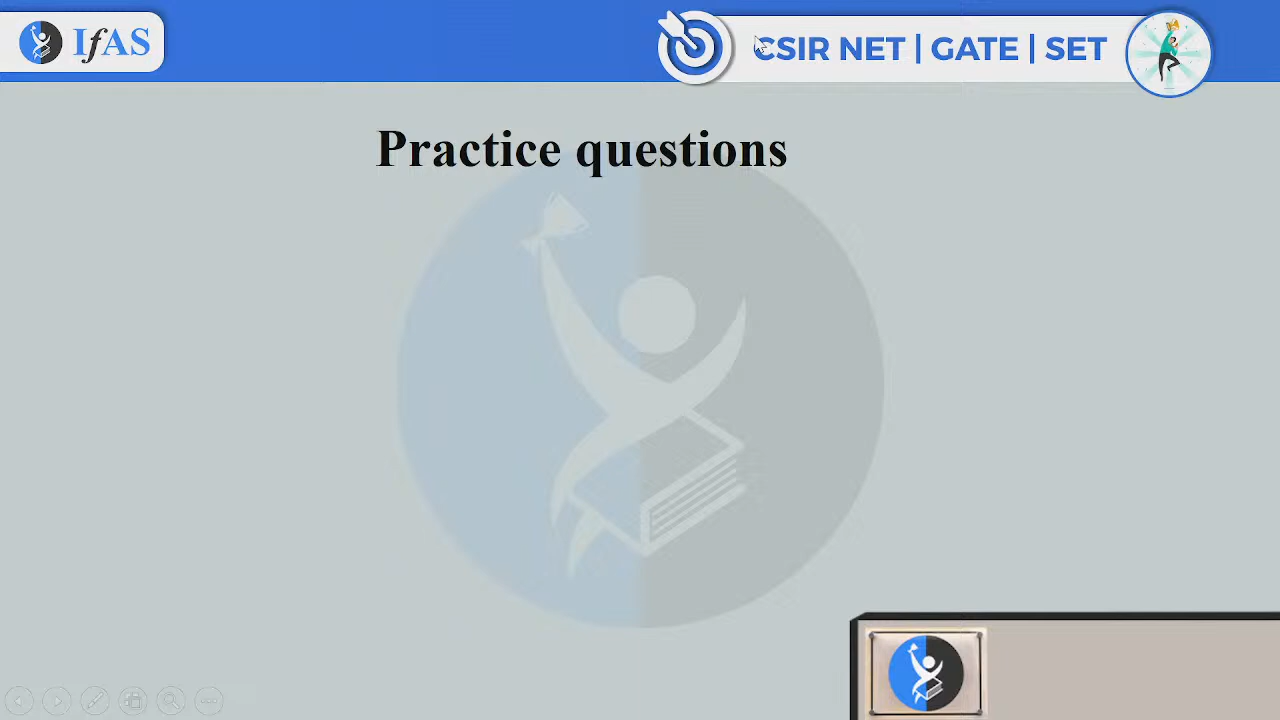 IfAS
CSIR NET | GATE | SET
Practice questions